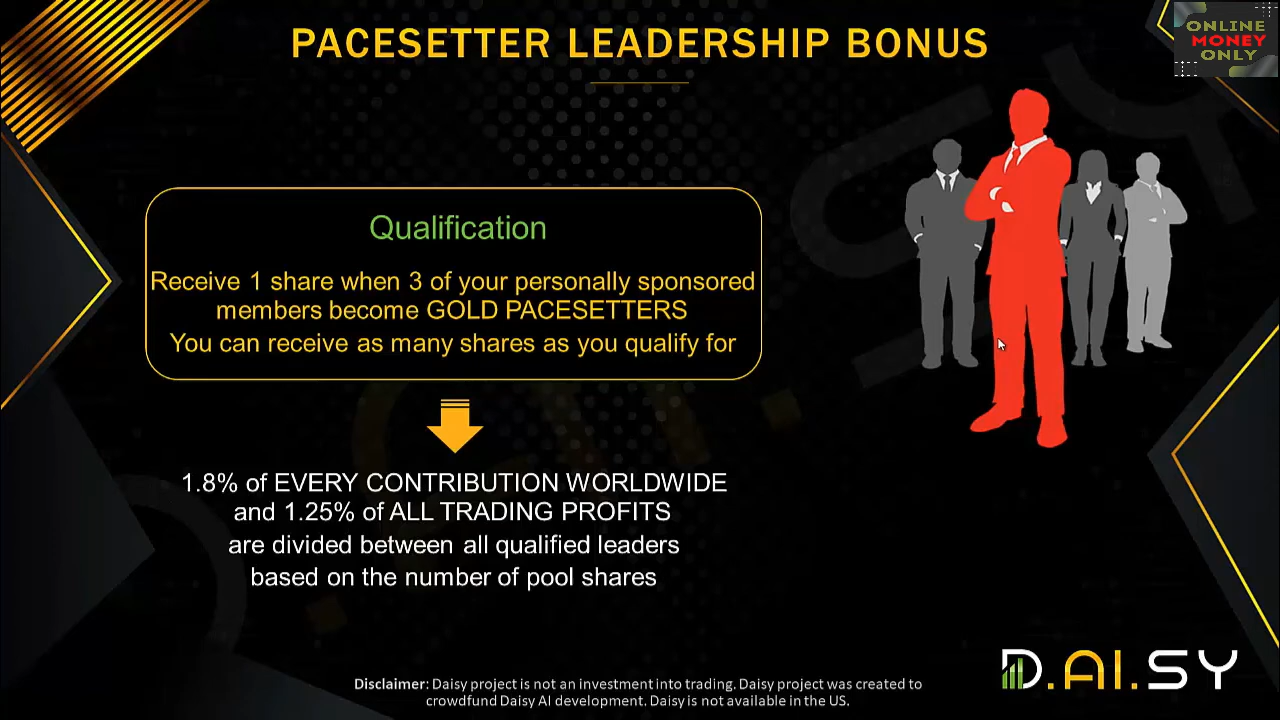 PACESETTER LEADERSHIP BONUS
ONLINE
MONEY
ONLY
Qualification
Receive 1 share when 3 of your personally sponsored
members become GOLD PACESETTERS
You can receive as many shares as you qualify for
1.8% of EVERY CONTRIBUTION WORLDWIDE
and 1.25% of ALL TRADING PROFITS
are divided between all qualified leaders
based on the number of pool shares
D.AI.SY
Disclaimer: Daisy project is not an investment into trading. Daisy project was created to
crowdfund Daisy AI development. Daisy is not available in the US.